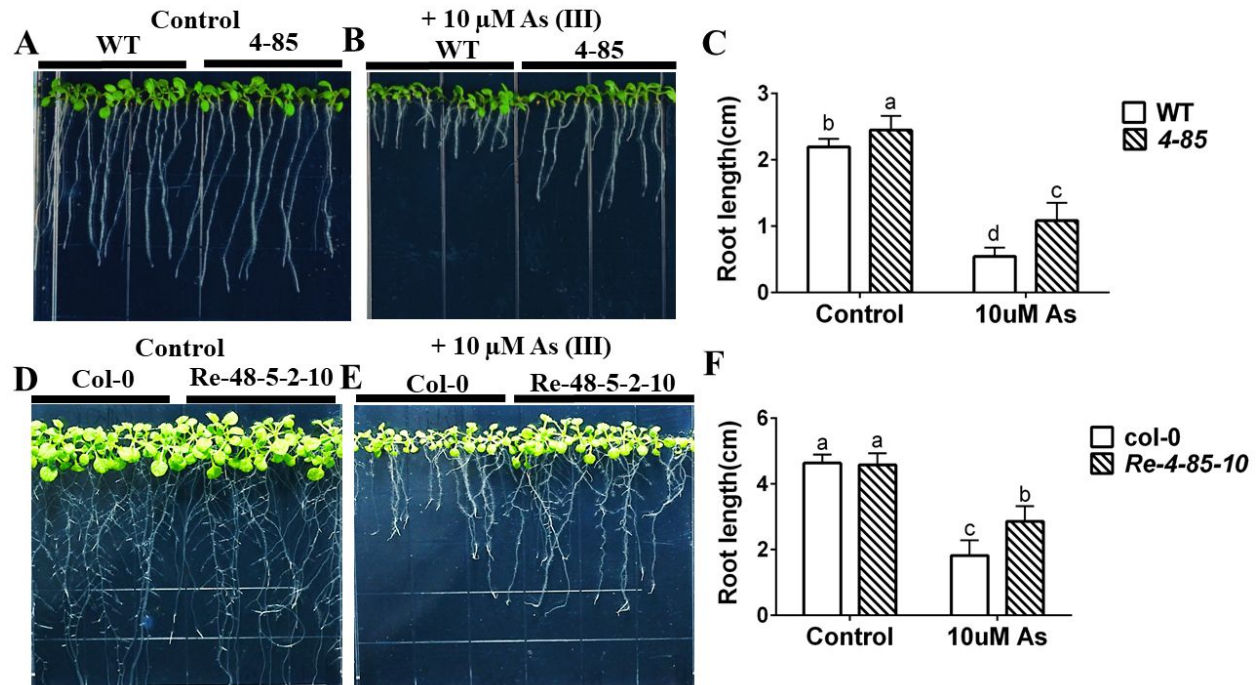 Control
+ 10 µM As (III)
A
WT
4-85
B
WT
4-85
C
Root length(cm)
3
2
1
0
b
a
d
c
Control
10uM As
WT
4-85
Control
+ 10 µM As (III)
D
Col-0
Re-48-5-2-10
E
Col-0
Re-48-5-2-10
F
Root length(cm)
6
4
2
0
a
a
c
b
Control
10uM As
col-0
Re-4-85-10